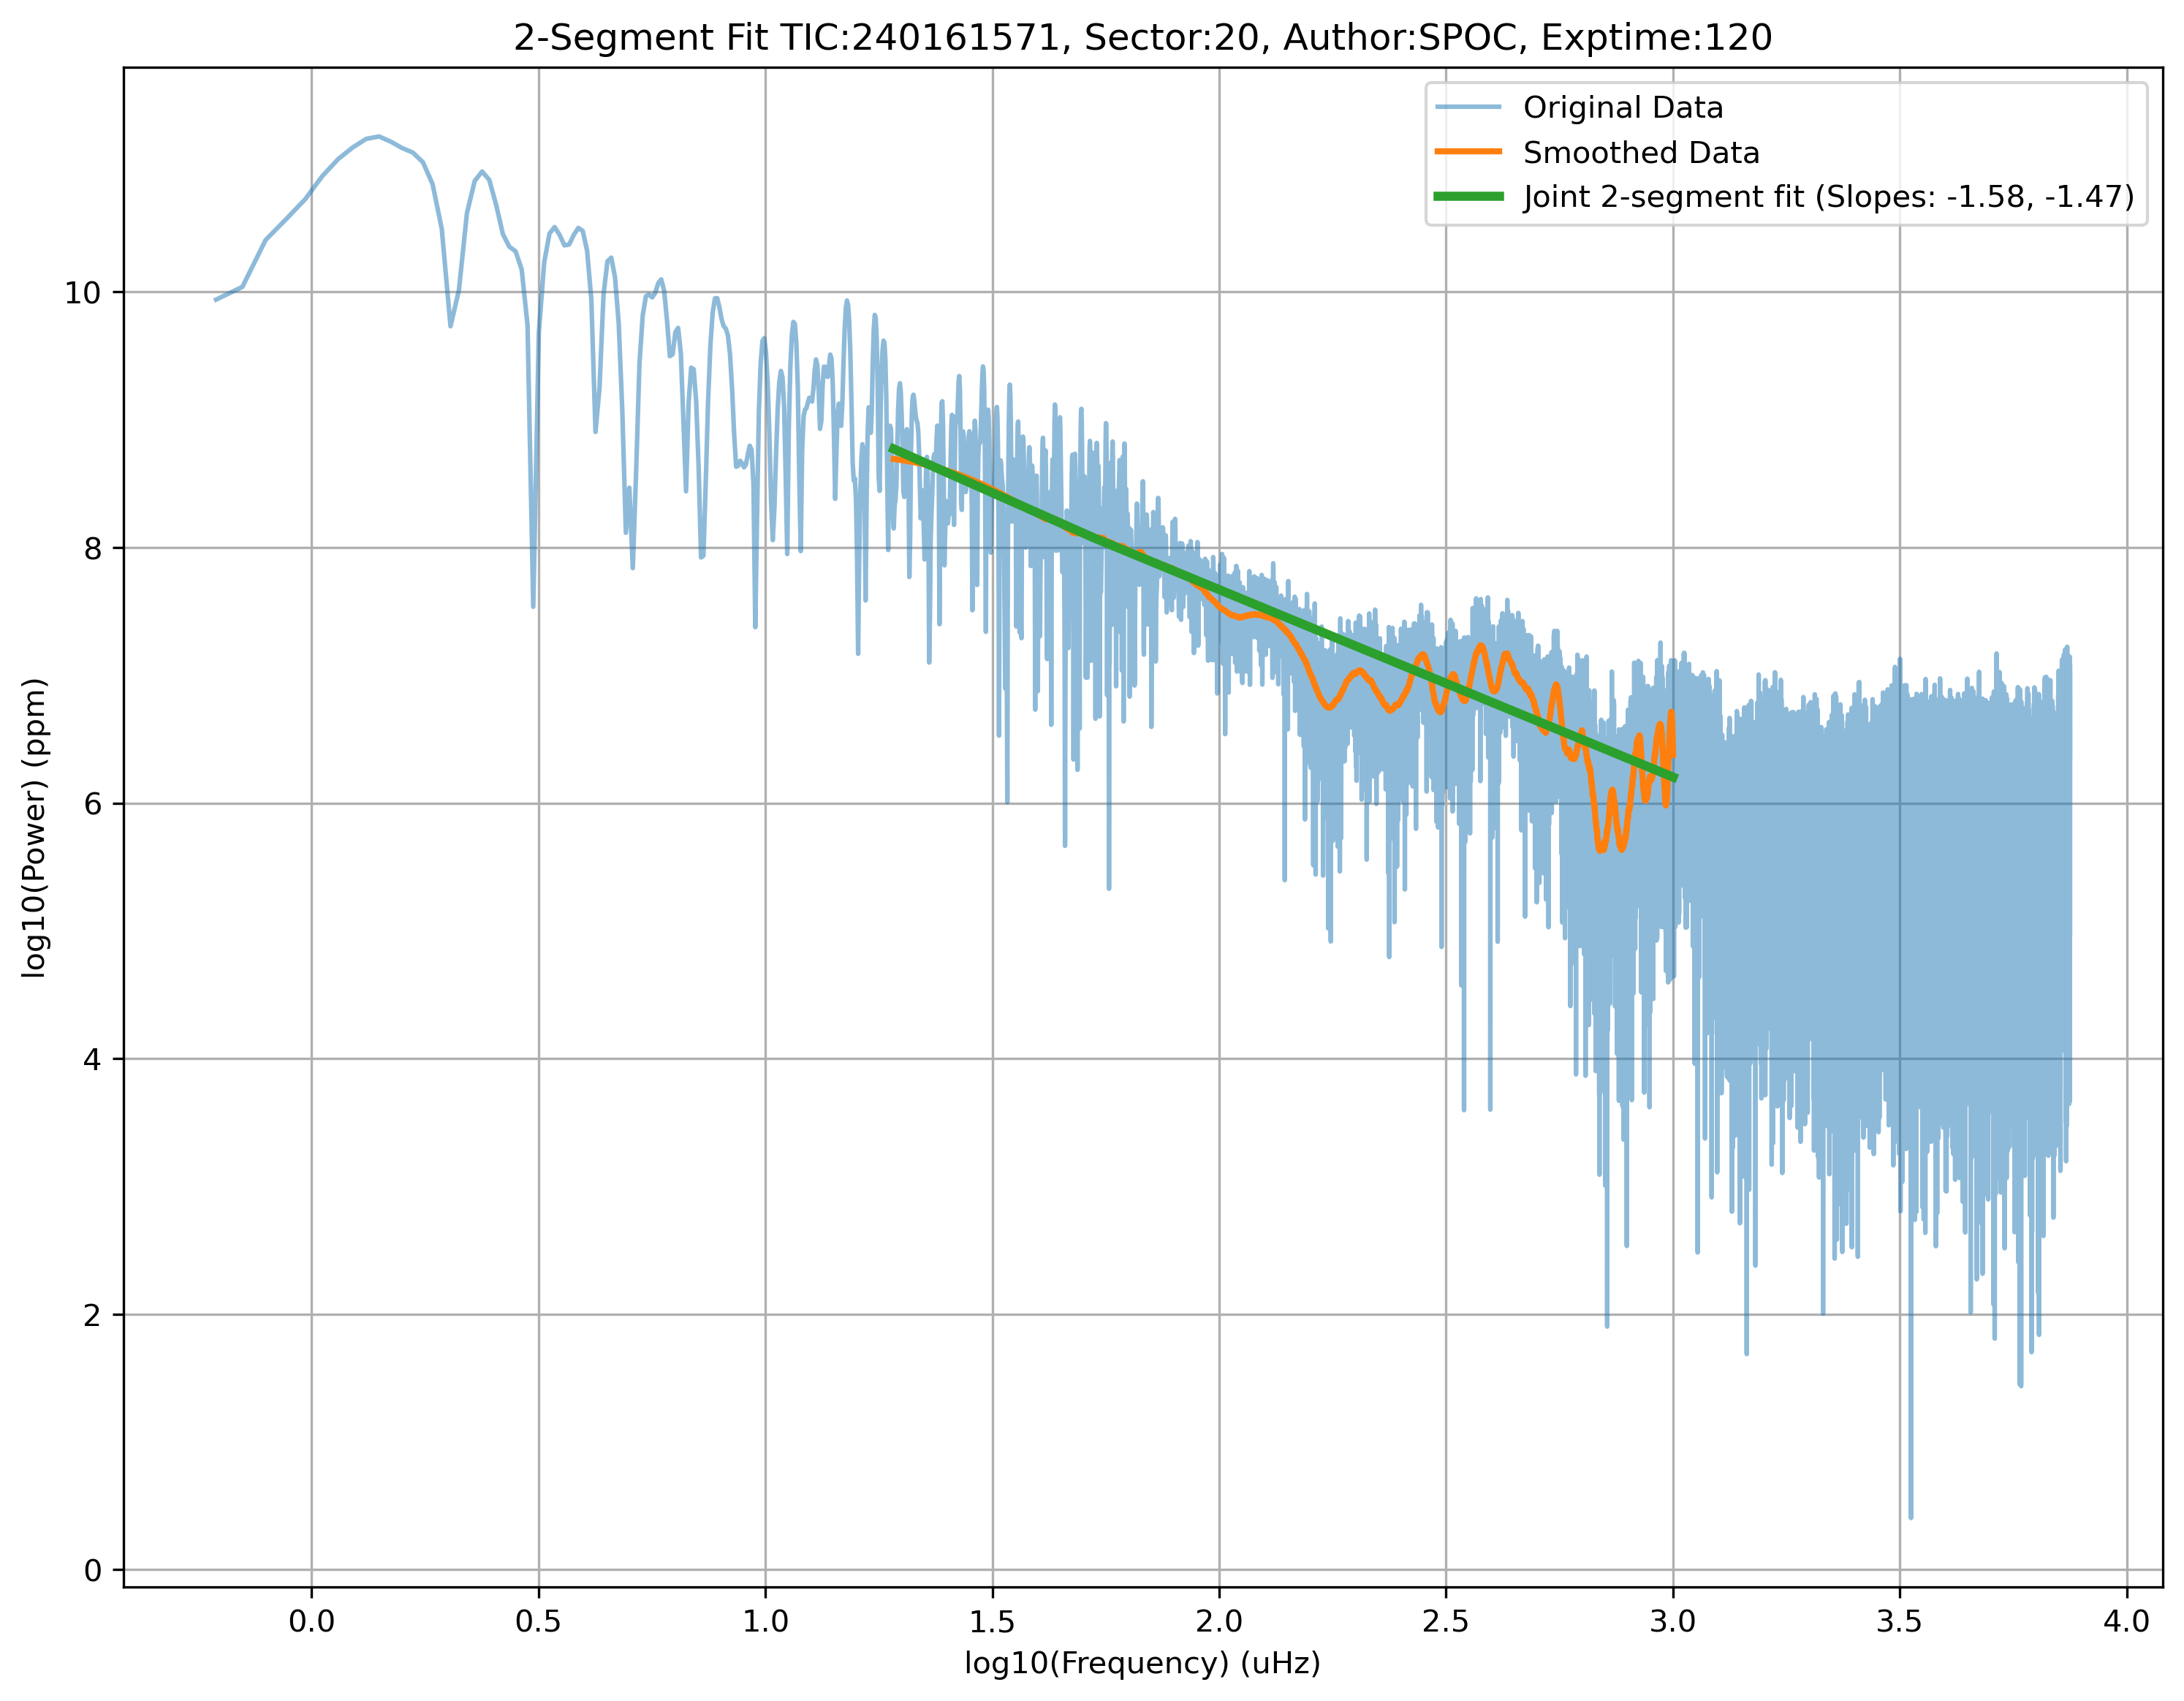 2-Segment Fit TIC:240161571, Sector:20, Author:SPOC, Exptime:120
Original Data
Smoothed Data
Joint 2-segment fit (Slopes: -1.58, -1.47)
log10(Power) (ppm)
10
8
6
4
2
0
0.0 0.5 1.0 1.5 2.0 2.5 3.0 3.5 4.0
log10(Frequency) (uHz)